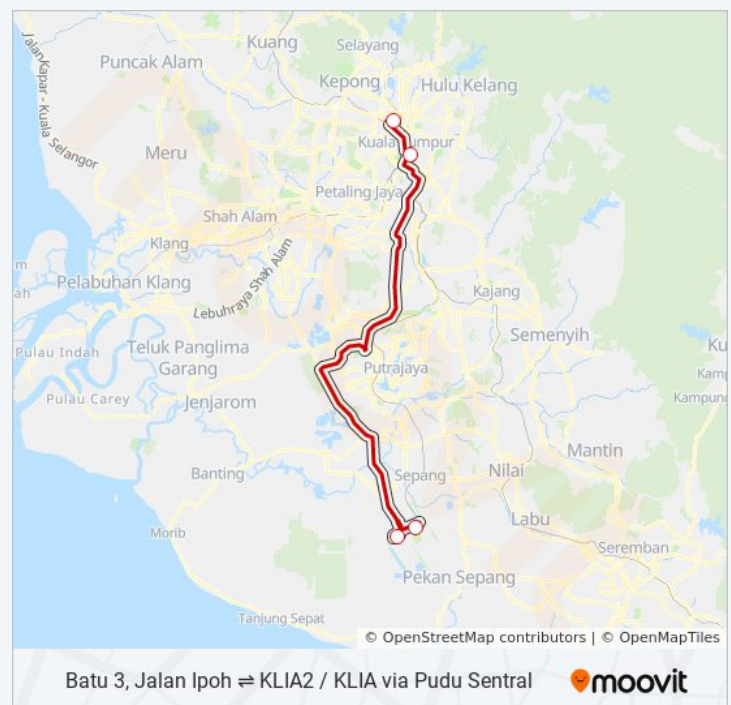 Kuang
Selayang
Puncak Alam
Kepong
Hulu Kelang
Jalan Kapar - Kuala Selangor
Meru
Kuala Lumpur
Petaling Jaya
Shah Alam
Klang
Lebuhraya Shah Alam
Pelabuhan Klang
Kajang
Semenyih
Pulau Indah
Teluk Panglima
Garang
Putrajaya
Pulau Carey
Jenjarom
Mantin
Banting
Sepang
Nilai
Labu
Morib
Seremban
Pekan Sepang
Tanjung Sepat
© OpenStreetMap contributors | © OpenMapTiles
Batu 3, Jalan Ipoh ⇌ KLIA2 / KLIA via Pudu Sentral
moovit